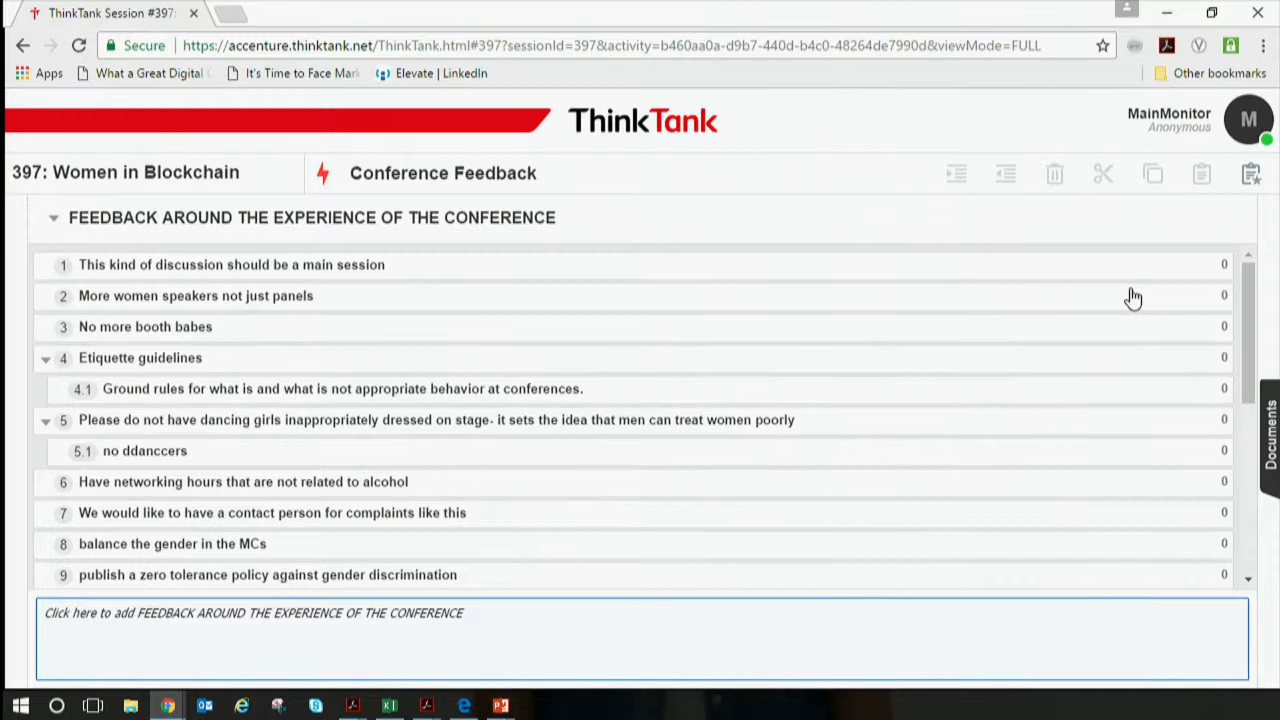 ThinkTank Session #397:
Secure
https://accenture.thinktank.net/ThinkTank.html#397?sessionId=397&activity=b460aa0a-d9b7-440d-b4c0-48264de7990d&viewMode=FULL
Apps What a Great Digital It's Time to Face Mar Elevate | LinkedIn Other bookmarks
ThinkTank
MainMonitor
Anonymous
M
397: Women in Blockchain
Conference Feedback
FEEDBACK AROUND THE EXPERIENCE OF THE CONFERENCE
1 This kind of discussion should be a main session 0
2 More women speakers not just panels 0
3 No more booth babes 0
4 Etiquette guidelines 0
4.1 Ground rules for what is and what is not appropriate behavior at conferences. 0
5 Please do not have dancing girls inappropriately dressed on stage- it sets the idea that men can treat women poorly 0
5.1 no ddanccers 0
6 Have networking hours that are not related to alcohol 0
7 We would like to have a contact person for complaints like this 0
8 balance the gender in the MCs 0
9 publish a zero tolerance policy against gender discrimination 0
Documents
Click here to add FEEDBACK AROUND THE EXPERIENCE OF THE CONFERENCE